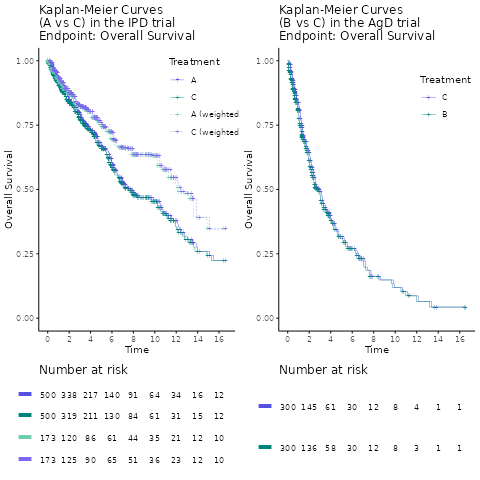 Kaplan-Meier Curves
(A vs C) in the IPD trial
Endpoint: Overall Survival
Treatment
A
C
A (weighted
C (weighted
Overall Survival
1.00
0.75
0.50
0.25
0.00
0 2 4 6 8 10 12 14 16
Time
Number at risk
500 338 217 140 91 64 34 16 12
500 319 211 130 84 61 31 15 12
173 120 86 61 44 35 21 12 10
173 125 90 65 51 36 23 12 10
Kaplan-Meier Curves
(B vs C) in the AgD trial
Endpoint: Overall Survival
Treatment
C
B
Overall Survival
1.00
0.75
0.50
0.25
0.00
0 2 4 6 8 10 12 14 16
Time
Number at risk
300 145 61 30 12 8 4 1 1
300 136 58 30 12 8 3 1 1